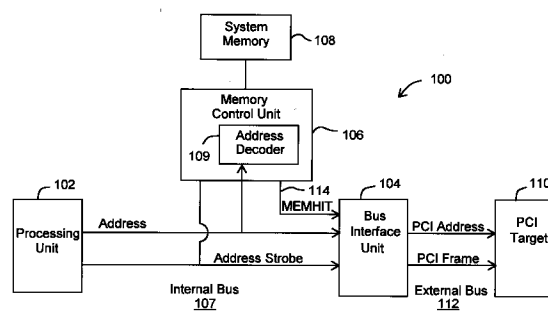 System
Memory
108
100
Memory
Control Unit
109
Address
Decoder
106
102
114
104
110
MEMHIT
Processing
Unit
Address
Address Strobe
Bus
Interface
Unit
PCI Address
PCI Frame
PCI
Target
Internal Bus
107
External Bus
112